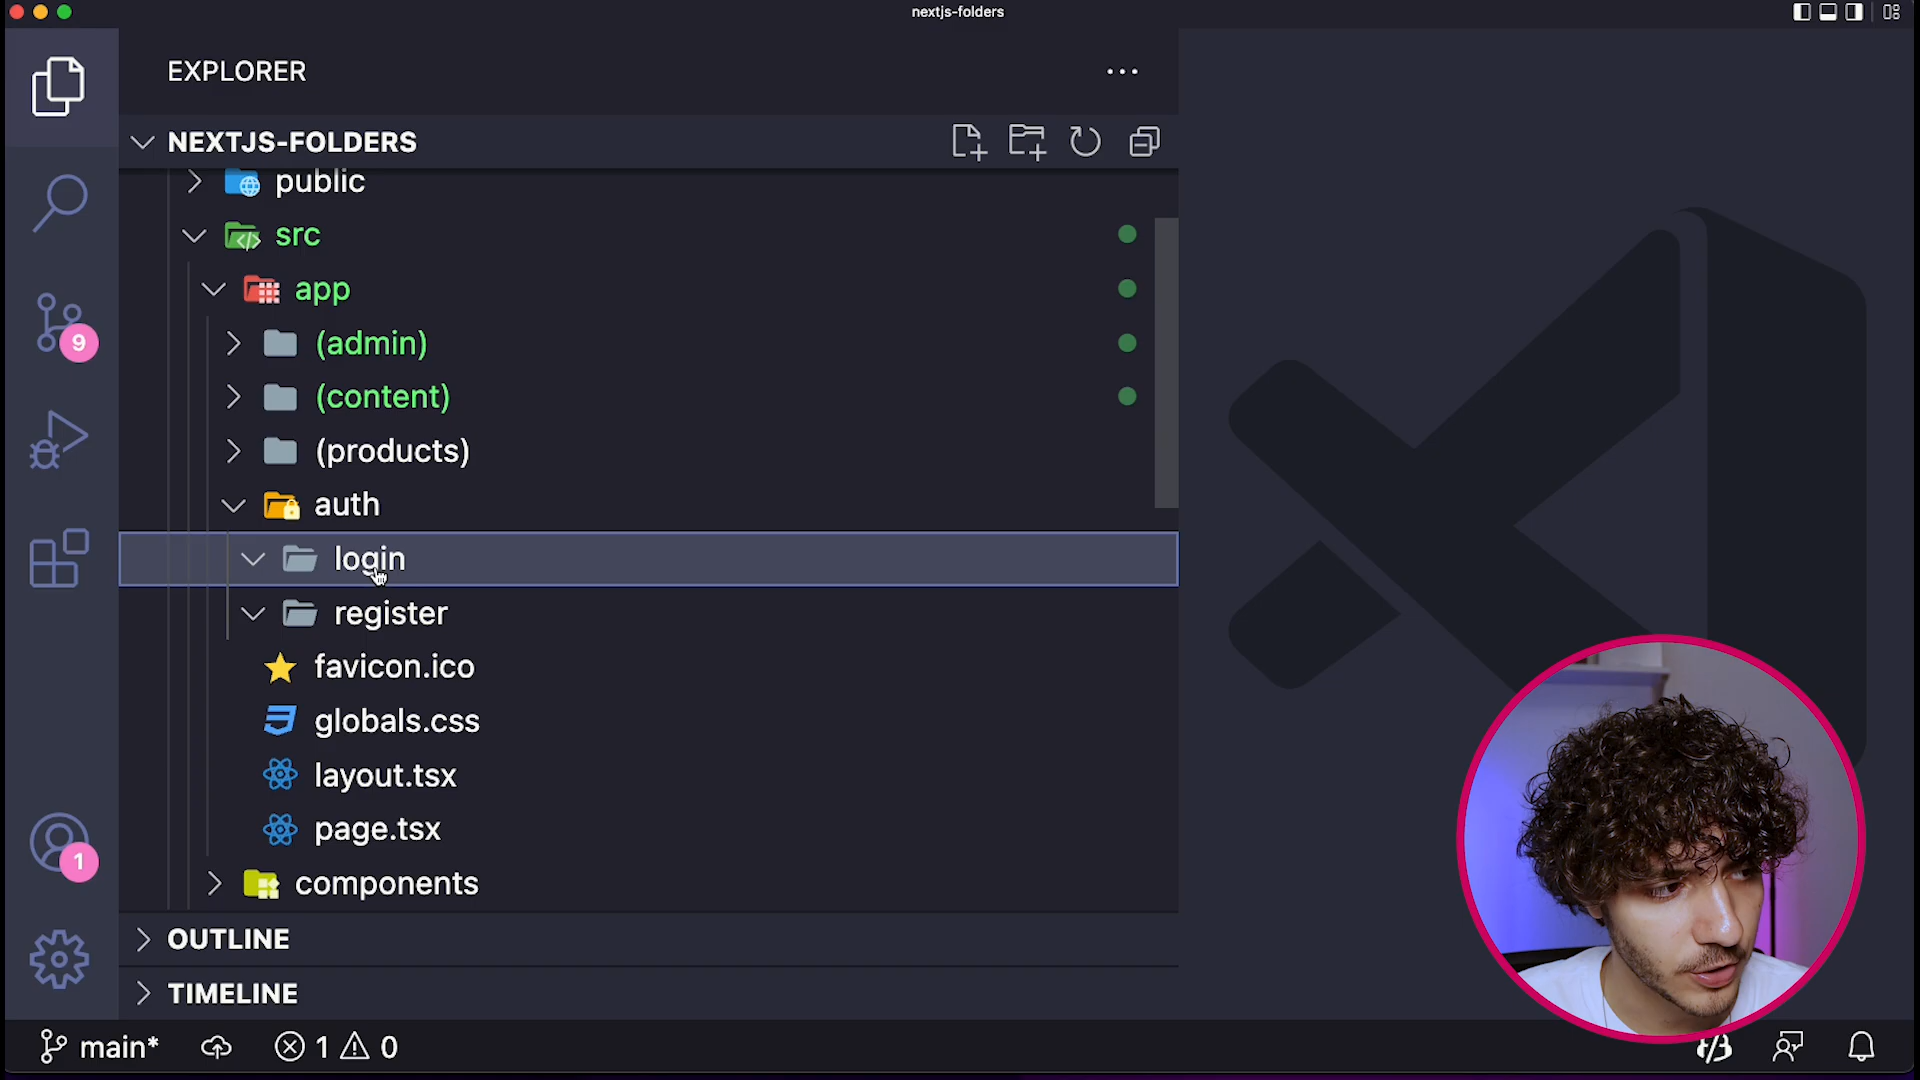 nextjs-folders
EXPLORER
NEXTJS-FOLDERS
public
src
app
(admin)
(content)
(products)
auth
login
register
favicon.ico
globals.css
layout.tsx
page.tsx
components
OUTLINE
TIMELINE
9
1
main*
1 0